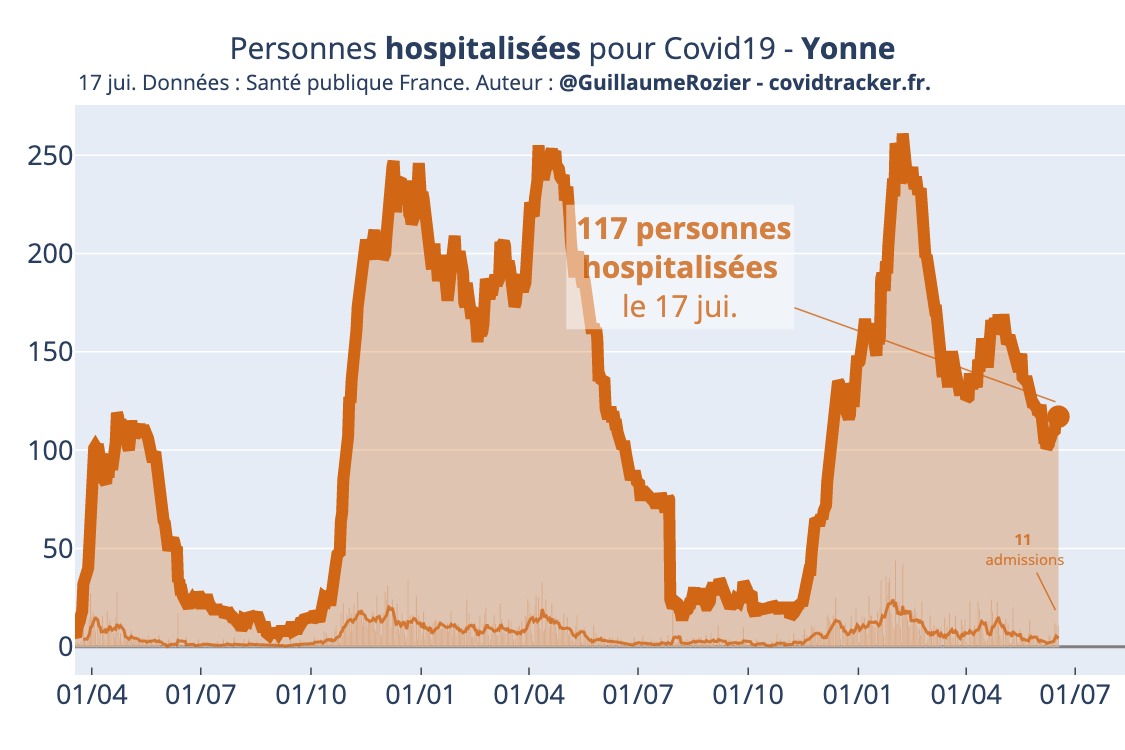 Personnes hospitalisées pour Covid19 - Yonne
17 jui. Données : Santé publique France. Auteur : @GuillaumeRozier - covidtracker.fr.
250
200
150
100
50
0
117 personnes
hospitalisées
le 17 jui.
11
admissions
01/04 01/07 01/10 01/01 01/04 01/07 01/10 01/01 01/04 01/07